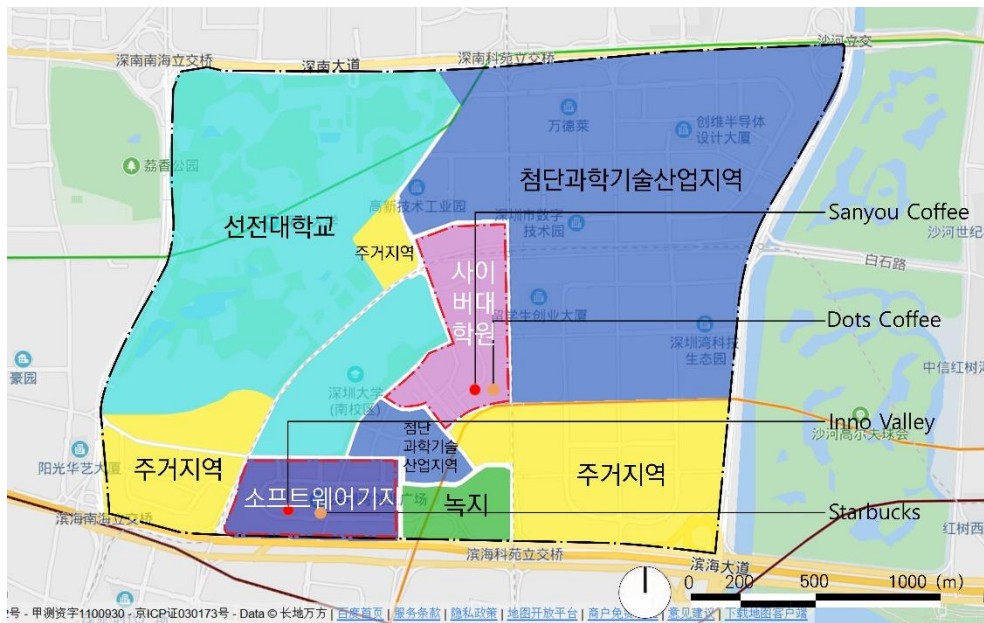 深南南海立交桥
深南大道
深南科苑立交桥
沙河立交
万德莱
创维半导体
设计大厦
荔香公园
高新技术工业园
첨단과학기술산업지역
선전대학교
深圳市数字
技术园
Sanyou Coffee
沙河世纪
주거지역
白石路
사이
버대
학원
留学生创业大厦
Dots Coffee
深圳湾科技
生态园
豪园
深圳大学
(南校区)
中信红树湾
Inno Valley
沙河高尔夫球会
첨단
과학기술
산업지역
阳光华艺大厦
주거지역
주거지역
소프트웨어기지
广场
녹지
Starbucks
滨海南海立交桥
红树西
滨海科苑立交桥
滨海大道
0 200 500 1000 (m)
号 - 甲测资字1100930 - 京ICP证030173号 - Data © 长地万方 | 百度首页 | 服务条款 | 隐私政策 | 地图开放平台 | 商户免费 | 意见建议 | 下载地图客户端